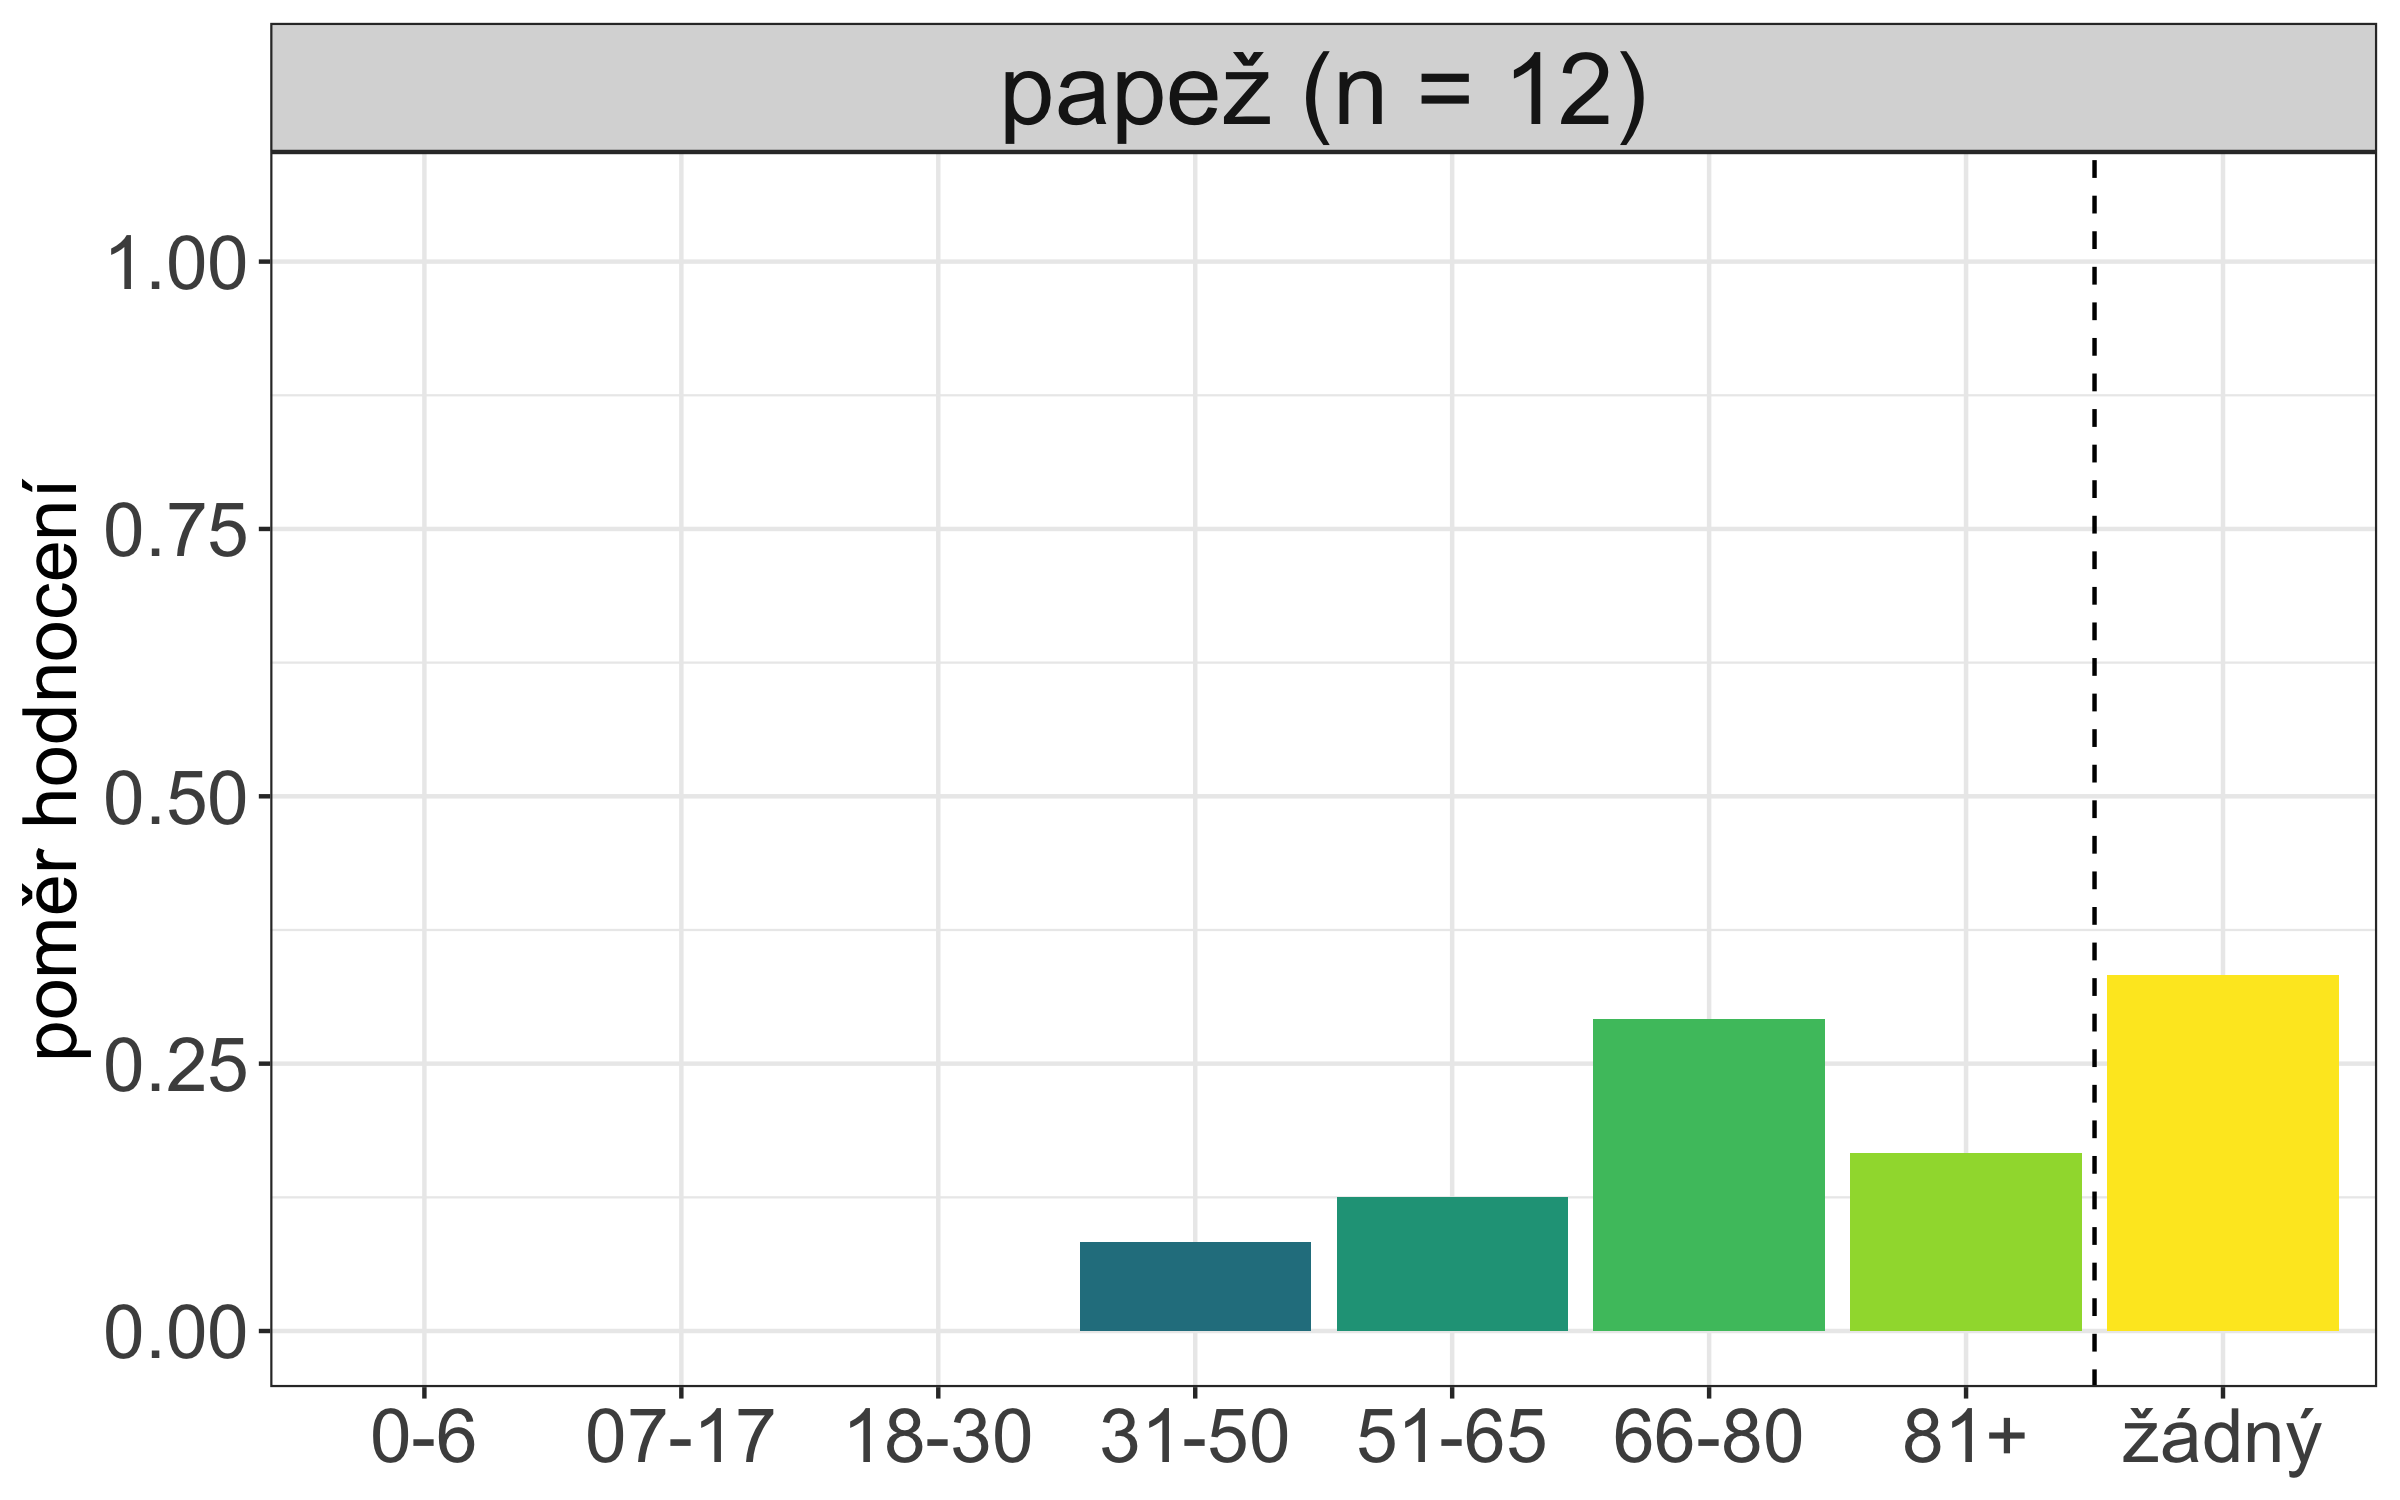 papež (n = 12)
poměr hodnocení
1.00
0.75
0.50
0.25
0.00
0-6 07-17 18-30 31-50 51-65 66-80 81+ žádný